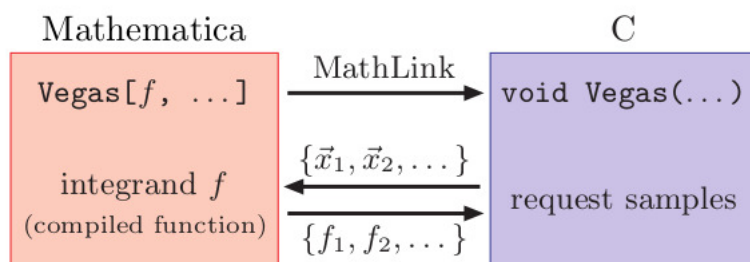 Mathematica
C
MathLink
Vegas[f, ...]
void Vegas(...)
{x⃗₁, x⃗₂, ...}
integrand f
(compiled function)
request samples
{f₁, f₂, ...}